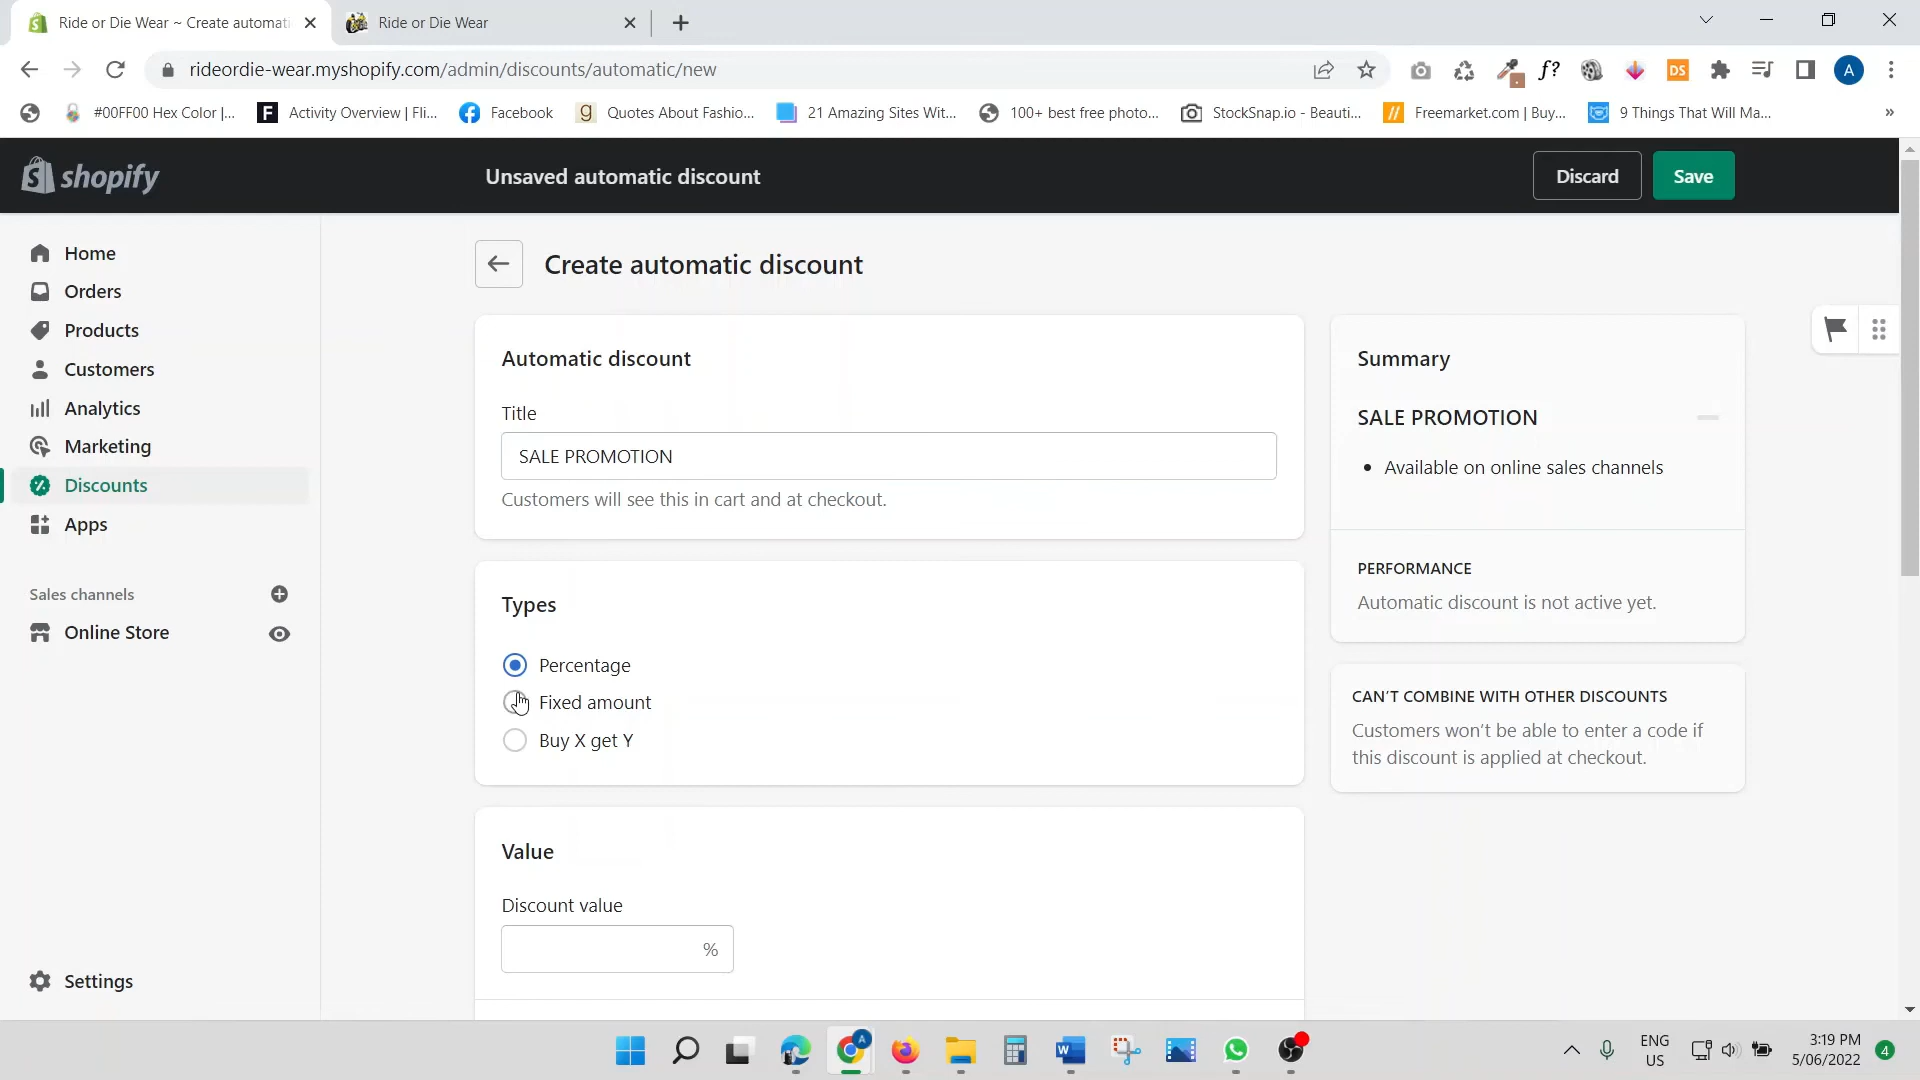 Ride or Die Wear ~ Create automati
Ride or Die Wear
rideordie-wear.myshopify.com/admin/discounts/automatic/new
f?
DS
A
#00FF00 Hex Color |...
F
Activity Overview | Fli...
Facebook
g
Quotes About Fashio...
21 Amazing Sites Wit...
100+ best free photo...
StockSnap.io - Beauti...
Freemarket.com | Buy...
9 Things That Will Ma...
»
shopify
Unsaved automatic discount
Discard
Save
Home
Orders
Products
Customers
Analytics
Marketing
Discounts
Apps
Sales channels
Online Store
Settings
Create automatic discount
Automatic discount
Title
SALE PROMOTION
Customers will see this in cart and at checkout.
Types
Percentage
Fixed amount
Buy X get Y
Value
Discount value
%
Summary
SALE PROMOTION
• Available on online sales channels
PERFORMANCE
Automatic discount is not active yet.
CAN'T COMBINE WITH OTHER DISCOUNTS
Customers won't be able to enter a code if
this discount is applied at checkout.
A
W
ENG
US
3:19 PM
5/06/2022
4